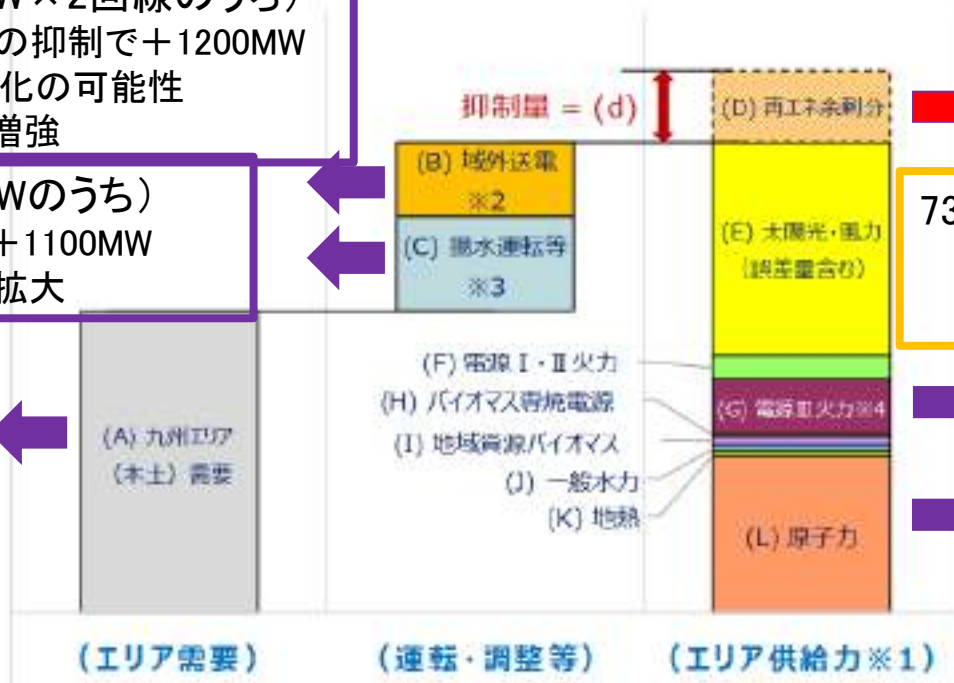 W×2回線のうち)
の抑制で＋1200MW
化の可能性
増強
Wのうち)
＋1100MW
拡大
抑制量 = (d)
(D) 再エネ余剰分
(B) 域外送電
※2
(C) 揚水運転等
※3
(E) 太陽光・風力
(誤差量含む)
73
(F) 電源Ⅰ・Ⅱ火力
(G) 電源Ⅲ火力※4
(H) バイオマス専焼電源
(I) 地域資源バイオマス
(J) 一般水力
(K) 地熱
(L) 原子力
(A) 九州エリア
(本土) 需要
(エリア需要)
(運転・調整等)
(エリア供給力※1)